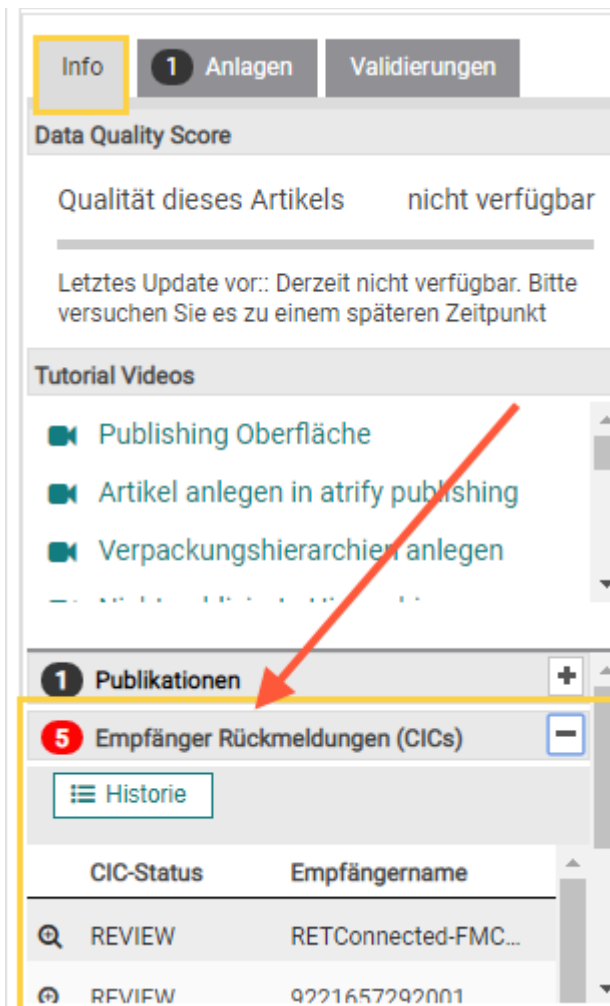 Info
1 Anlagen
Validierungen
Data Quality Score
Qualität dieses Artikels nicht verfügbar
Letztes Update vor:: Derzeit nicht verfügbar. Bitte
versuchen Sie es zu einem späteren Zeitpunkt
Tutorial Videos
Publishing Oberfläche
Artikel anlegen in atrify publishing
Verpackungshierarchien anlegen
1 Publikationen
5 Empfänger Rückmeldungen (CICs)
Historie
CIC-Status Empfängername
REVIEW RETConnected-FMC...
REVIEW 9221657292001